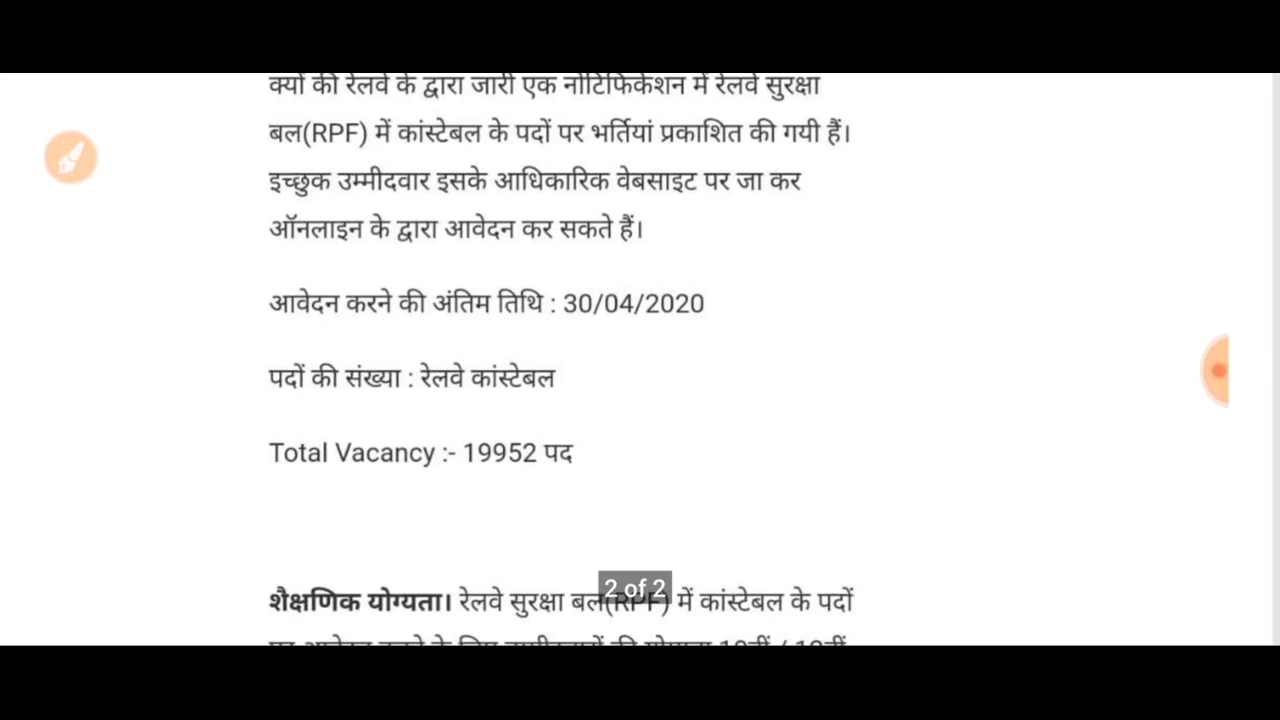 क्यों की रेलवे के द्वारा जारी एक नोटिफिकेशन में रेलवे सुरक्षा
बल(RPF) में कांस्टेबल के पदों पर भर्तियां प्रकाशित की गयी हैं।
इच्छुक उम्मीदवार इसके आधिकारिक वेबसाइट पर जा कर
ऑनलाइन के द्वारा आवेदन कर सकते हैं।
आवेदन करने की अंतिम तिथि : 30/04/2020
पदों की संख्या : रेलवे कांस्टेबल
Total Vacancy :- 19952 पद
2 of 2
शैक्षणिक योग्यता। रेलवे सुरक्षा बल(RPF) में कांस्टेबल के पदों